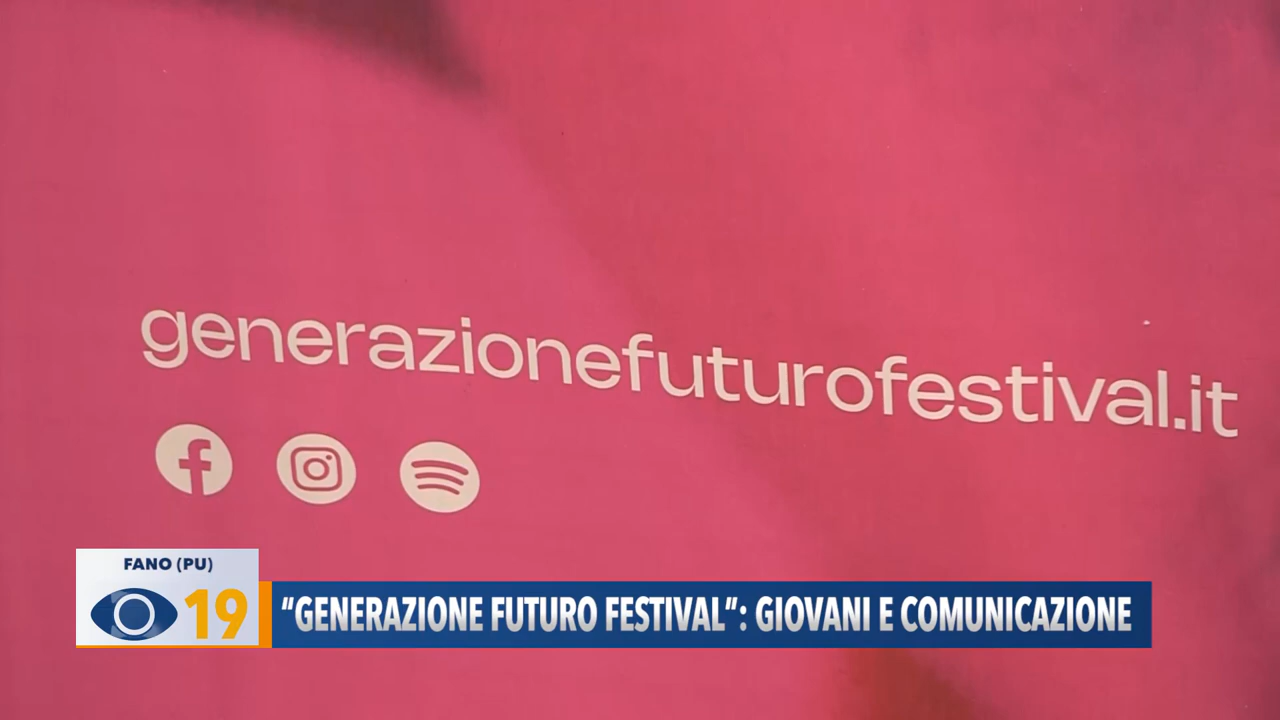 generazionefuturofestival.it
FANO (PU)
19
“GENERAZIONE FUTURO FESTIVAL”: GIOVANI E COMUNICAZIONE